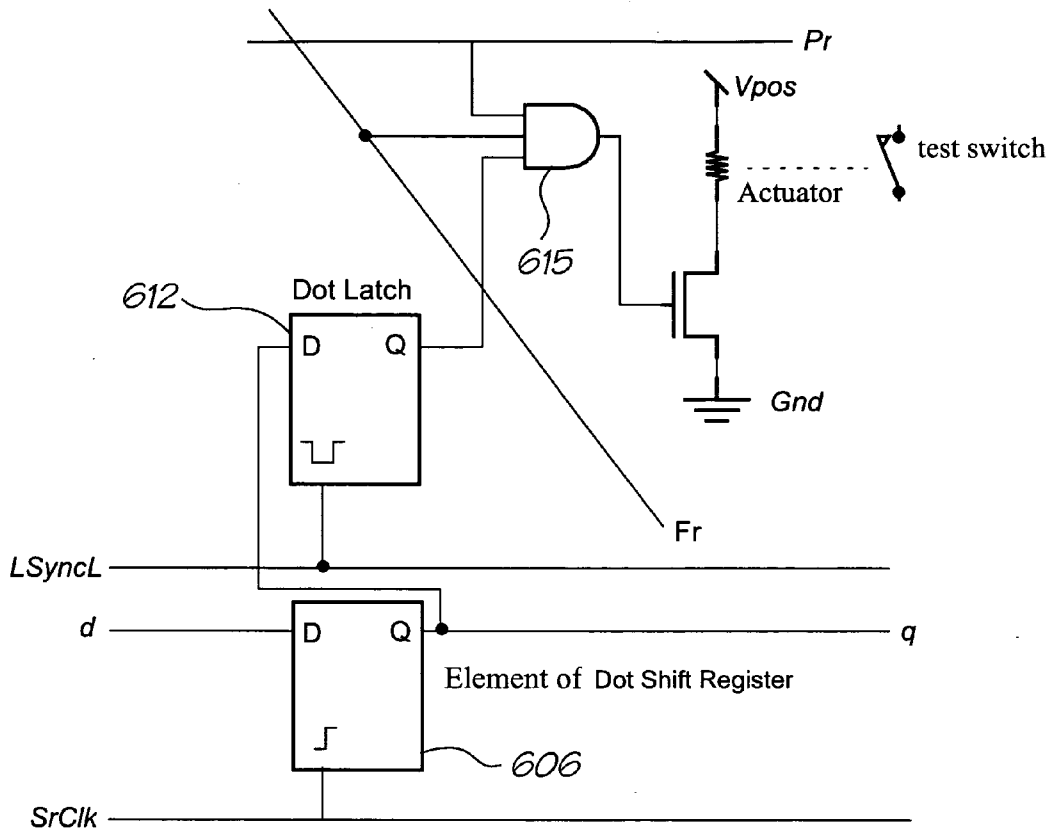 Pr
Vpos
test switch
Actuator
615
612
Dot Latch
D Q
Gnd
Fr
LSyncL
d
D Q
q
Element of Dot Shift Register
606
SrClk